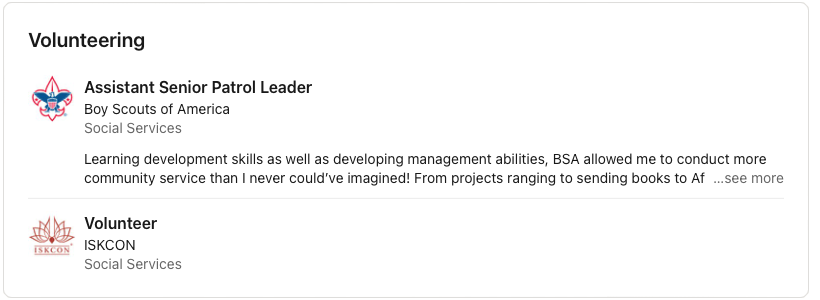 Volunteering
Assistant Senior Patrol Leader
Boy Scouts of America
Social Services
Learning development skills as well as developing management abilities, BSA allowed me to conduct more
community service than I never could’ve imagined! From projects ranging to sending books to Af ...see more
Volunteer
ISKCON
ISKCON
Social Services